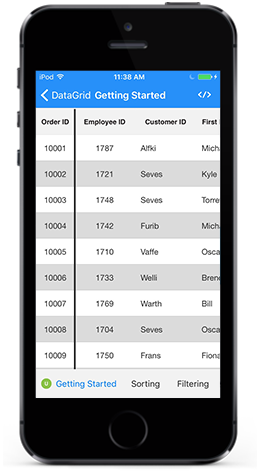 iPod 11:38 AM
DataGrid Getting Started </>
Order ID Employee ID Customer ID First
10001 1787 Alfki Micha
10002 1721 Seves Kyle
10003 1748 Seves Torre
10004 1742 Furib Micha
10005 1710 Vaffe Osca
10006 1733 Welli Bren
10007 1769 Warth Bill
10008 1704 Seves Osca
10009 1750 Frans Fiona
U Getting Started Sorting Filtering